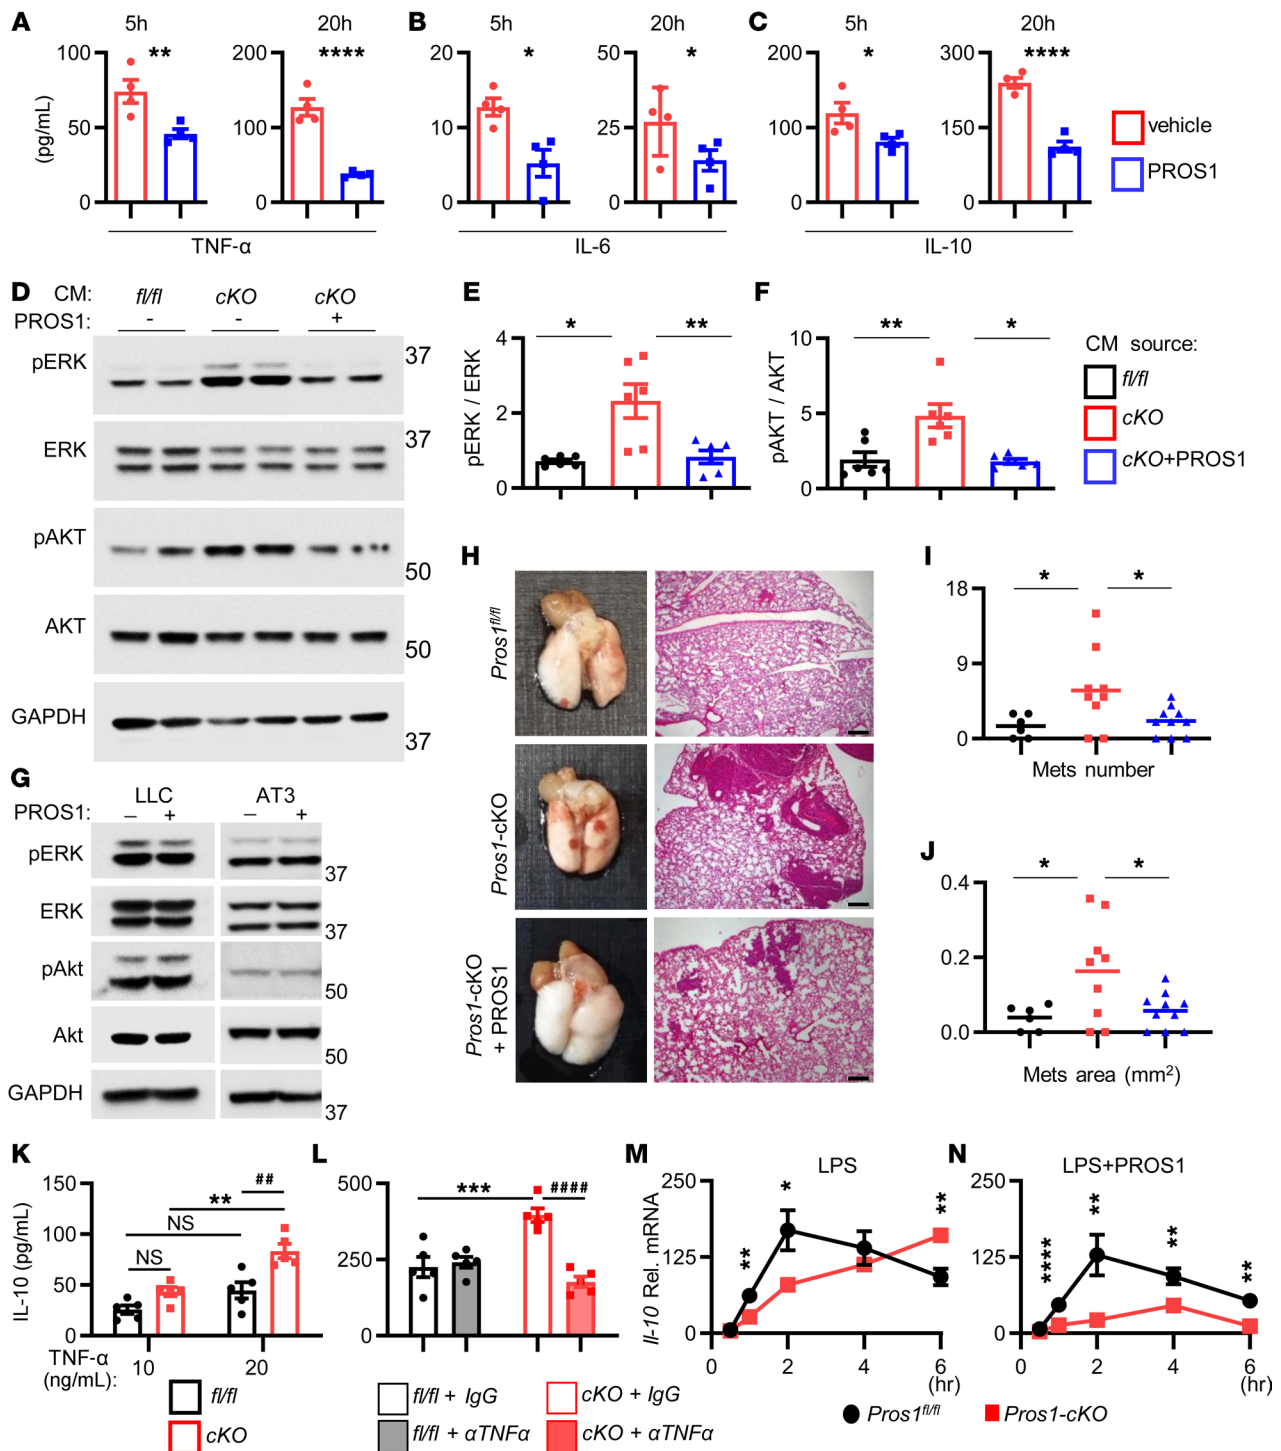 A
5h
20h
**
****
100
50
0
200
100
0
(pg/mL)
TNF-α
B
5h
20h
*
*
20
10
0
50
25
0
IL-6
C
5h
20h
*
****
200
100
0
300
150
0
IL-10
vehicle
PROS1
D
CM: fl/fl cKO cKO
PROS1: - - +
pERK 37
ERK 37
pAKT 50
AKT 50
GAPDH 37
E
* **
4
2
0
pERK / ERK
F
** *
10
5
0
pAKT / AKT
CM source:
fl/fl
cKO
cKO+PROS1
G
LLC AT3
PROS1: – + – +
pERK 37
ERK 37
pAkt 50
Akt 50
GAPDH 37
H
Pros1fl/fl
Pros1-cKO
Pros1-cKO
+ PROS1
I
* *
18
9
0
Mets number
J
* *
0.4
0.2
0.0
Mets area (mm²)
K
##
**
NS
NS
150
100
50
0
IL-10 (pg/mL)
TNF-α
(ng/mL):
10 20
fl/fl
cKO
L
*** ####
500
250
0
fl/fl + IgG
fl/fl + αTNFα
cKO + IgG
cKO + αTNFα
M
LPS
250
125
0
Il-10 Rel. mRNA
**
*
**
0 2 4 6
(hr)
N
LPS+PROS1
250
125
0
****
**
**
**
0 2 4 6
(hr)
Pros1fl/fl
Pros1-cKO